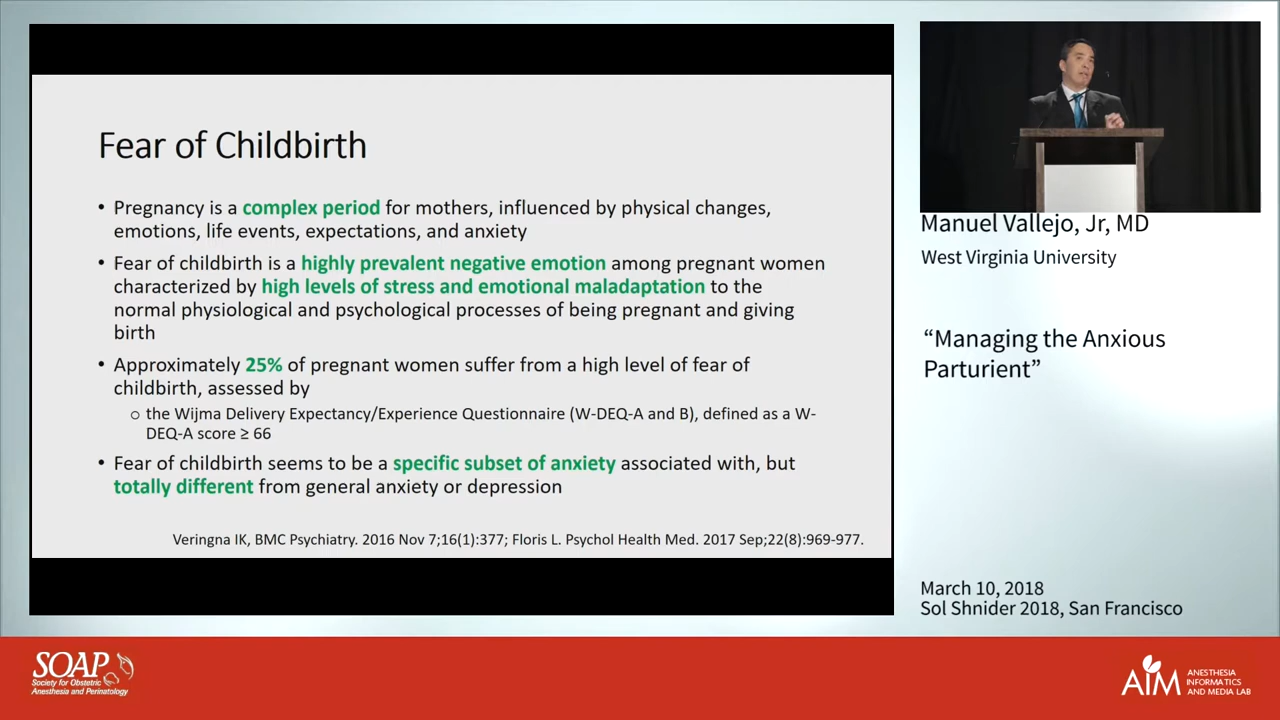 Fear of Childbirth
• Pregnancy is a complex period for mothers, influenced by physical changes,
emotions, life events, expectations, and anxiety
• Fear of childbirth is a highly prevalent negative emotion among pregnant women
characterized by high levels of stress and emotional maladaptation to the
normal physiological and psychological processes of being pregnant and giving
birth
• Approximately 25% of pregnant women suffer from a high level of fear of
childbirth, assessed by
o the Wijma Delivery Expectancy/Experience Questionnaire (W-DEQ-A and B), defined as a W-
DEQ-A score ≥ 66
• Fear of childbirth seems to be a specific subset of anxiety associated with, but
totally different from general anxiety or depression
Veringna IK, BMC Psychiatry. 2016 Nov 7;16(1):377; Floris L. Psychol Health Med. 2017 Sep;22(8):969-977.
Manuel Vallejo, Jr, MD
West Virginia University
“Managing the Anxious
Parturient”
March 10, 2018
Sol Shnider 2018, San Francisco
SOAP
Society for Obstetric
Anesthesia and Perinatology
AIM
ANESTHESIA
INFORMATICS
AND MEDIA LAB